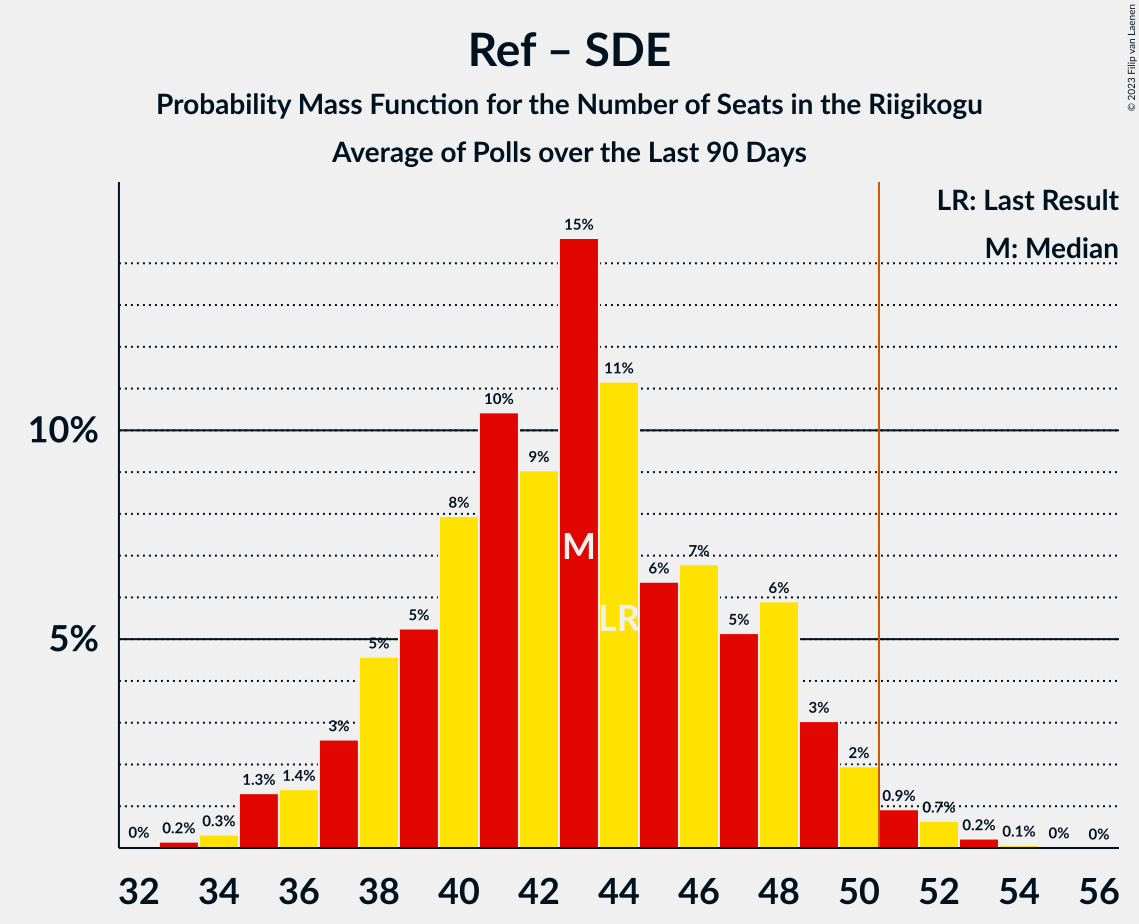 © 2023 Filip van Laenen
Ref – SDE
Probability Mass Function for the Number of Seats in the Riigikogu
Average of Polls over the Last 90 Days
LR: Last Result
M: Median
10%
5%
0% 0.2% 0.3% 1.3% 1.4% 3% 5% 5% 8% 10% 9% 15% 11% 6% 7% 5% 6% 3% 2% 0.9% 0.7% 0.2% 0.1% 0% 0%
M
LR
32 34 36 38 40 42 44 46 48 50 52 54 56